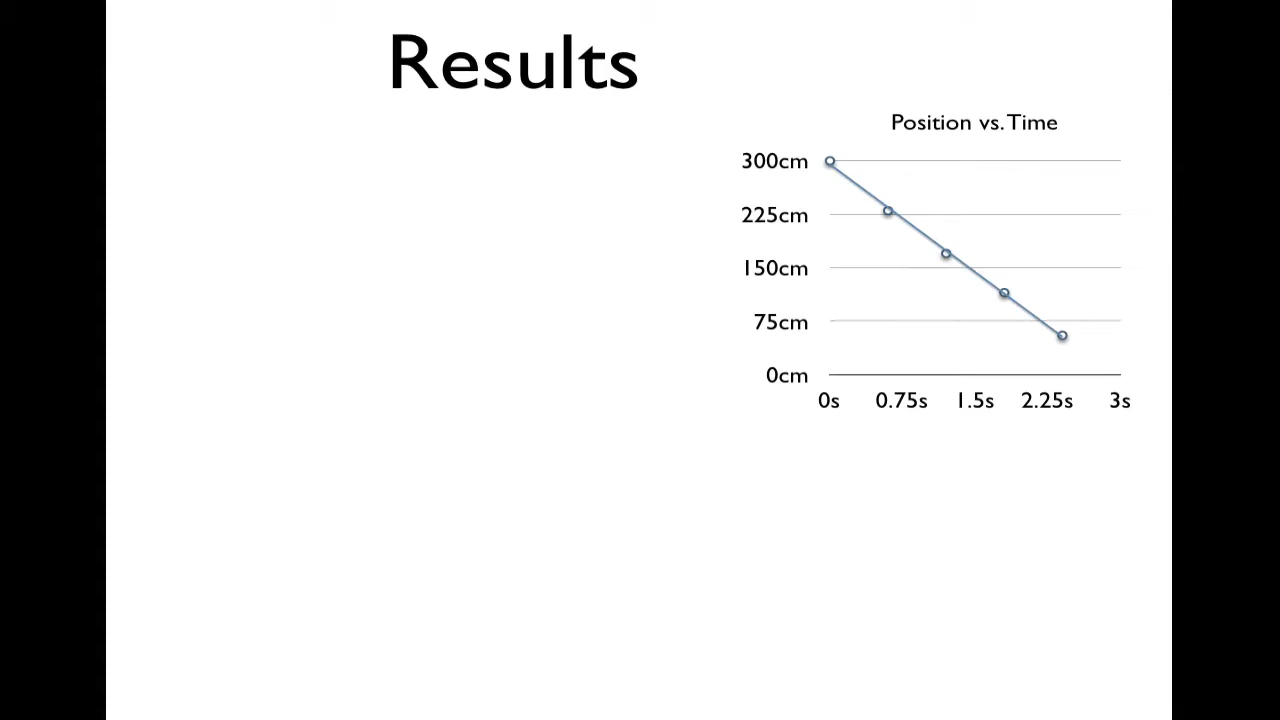 Results
Position vs. Time
300cm
225cm
150cm
75cm
0cm
0s 0.75s 1.5s 2.25s 3s